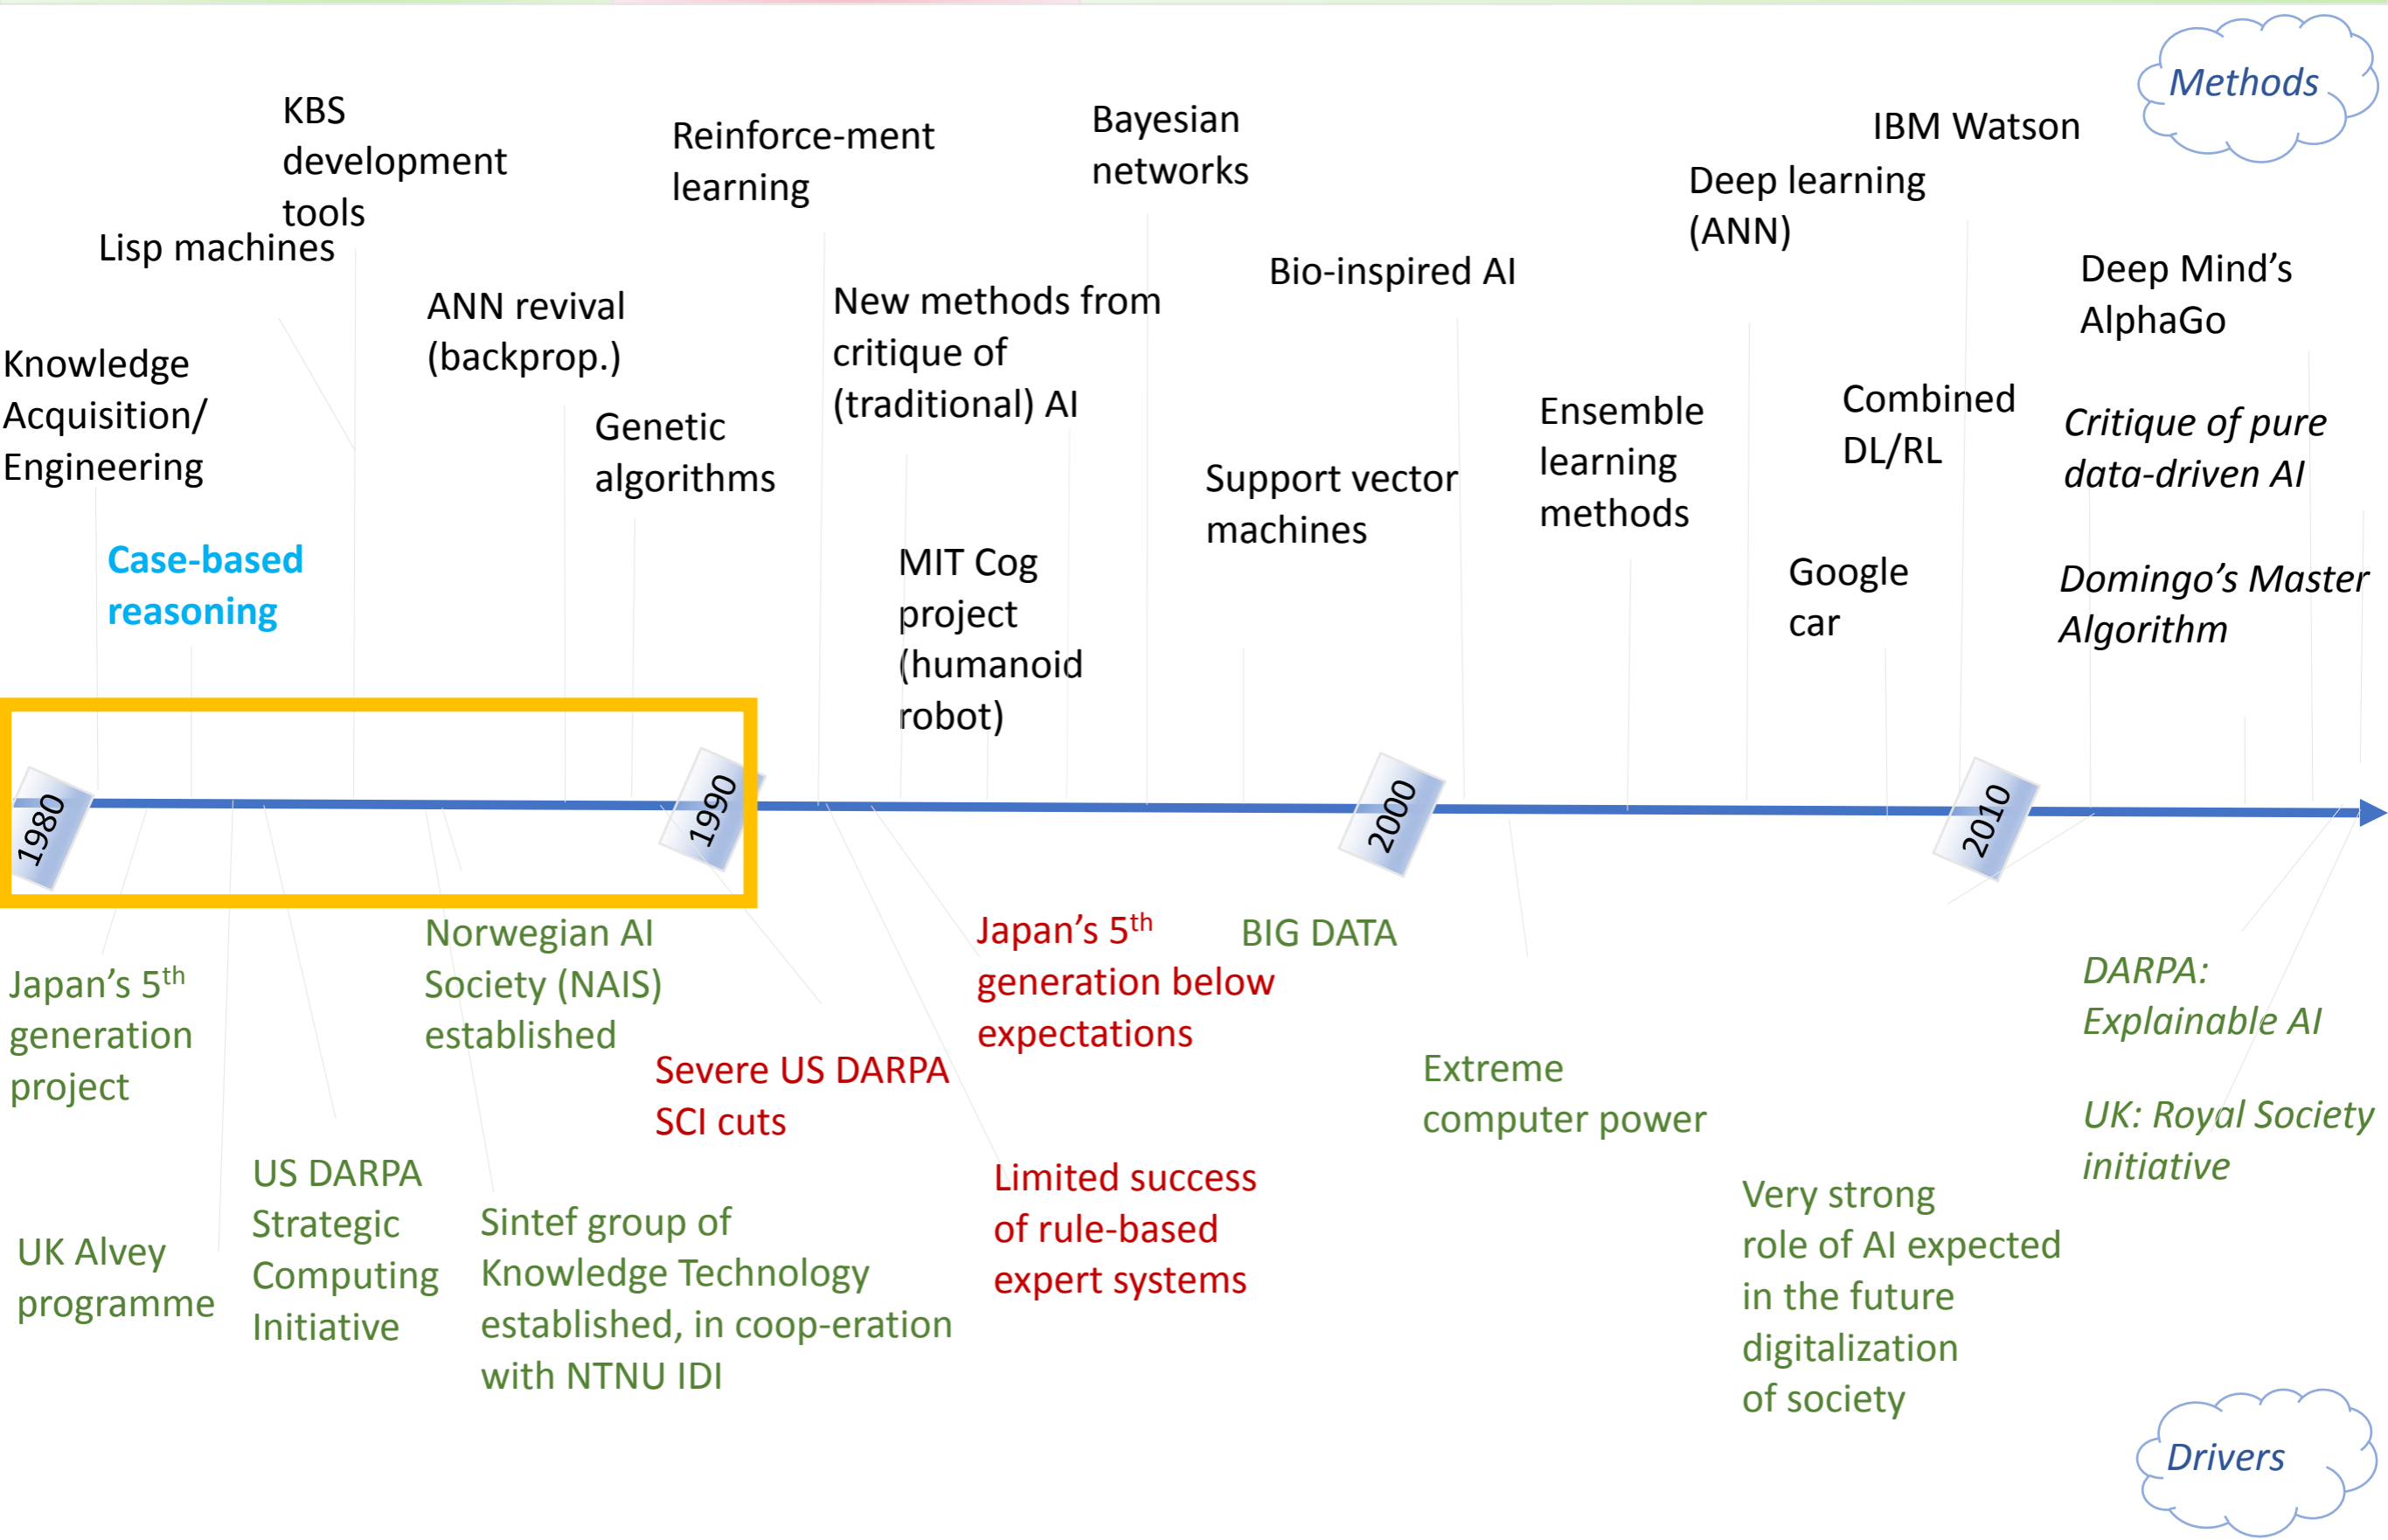 Methods
KBS
development
tools
Reinforce-ment
learning
Bayesian
networks
IBM Watson
Deep learning
(ANN)
Lisp machines
Bio-inspired AI
Deep Mind’s
AlphaGo
ANN revival
(backprop.)
New methods from
critique of
(traditional) AI
Knowledge
Acquisition/
Engineering
Genetic
algorithms
Ensemble
learning
methods
Combined
DL/RL
Critique of pure
data-driven AI
Support vector
machines
Case-based
reasoning
MIT Cog
project
(humanoid
robot)
Google
car
Domingo’s Master
Algorithm
1980
1990
2000
2010
Norwegian AI
Society (NAIS)
established
Japan’s 5th
generation below
expectations
BIG DATA
Japan’s 5th
generation
project
DARPA:
Explainable AI
Severe US DARPA
SCI cuts
Extreme
computer power
UK: Royal Society
initiative
US DARPA
Strategic
Computing
Initiative
Limited success
of rule-based
expert systems
Very strong
role of AI expected
in the future
digitalization
of society
Sintef group of
Knowledge Technology
established, in coop-eration
with NTNU IDI
UK Alvey
programme
Drivers